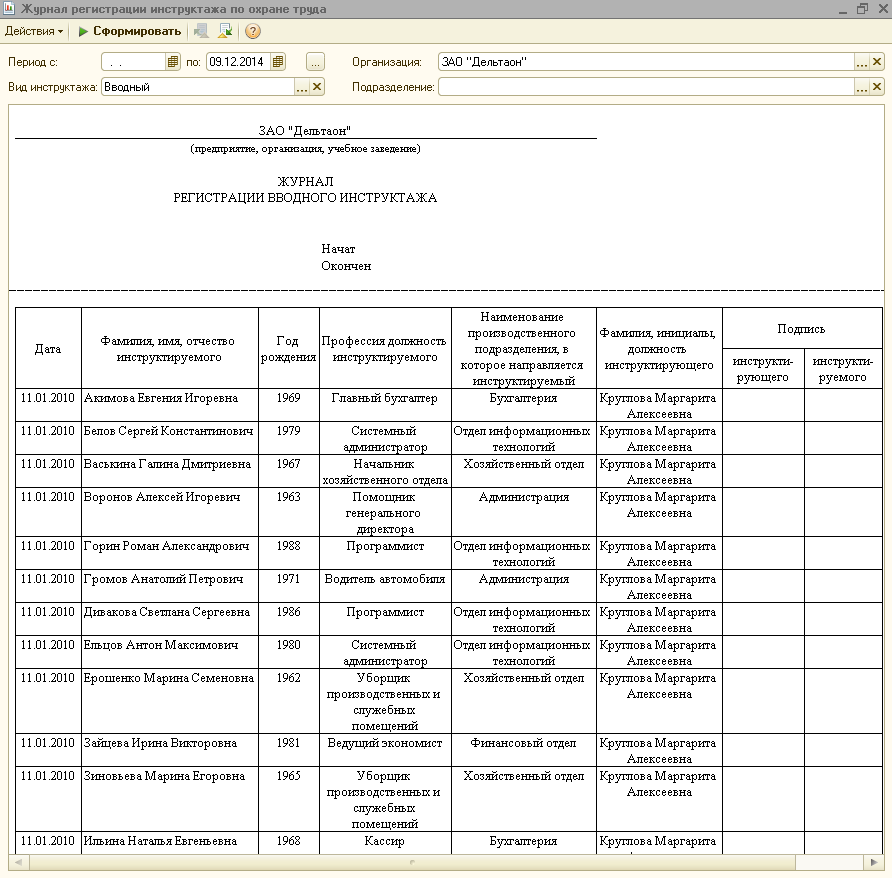 Журнал регистрации инструктажа по охране труда
Действия Сформировать
Период с: . . по: 09.12.2014 ... Организация: ЗАО "Дельтаон" ...
Вид инструктажа: Вводный ... Подразделение: ...
ЗАО "Дельтаон"
(предприятие, организация, учебное заведение)
ЖУРНАЛ
РЕГИСТРАЦИИ ВВОДНОГО ИНСТРУКТАЖА
Начат
Окончен
Дата
Фамилия, имя, отчество
инструктируемого
Год
рождения
Профессия должность
инструктируемого
Наименование
производственного
подразделения, в
которое направляется
инструктируемый
Фамилия, инициалы,
должность
инструктирующего
Подпись
инструкти-
рующего
инструкти-
руемого
11.01.2010 Акимова Евгения Игоревна 1969 Главный бухгалтер Бухгалтерия Круглова Маргарита
Алексеевна
11.01.2010 Белов Сергей Константинович 1979 Системный Отдел информационных Круглова Маргарита
администратор технологий Алексеевна
11.01.2010 Васькина Галина Дмитриевна 1967 Начальник Хозяйственный отдел Круглова Маргарита
хозяйственного отдела Алексеевна
11.01.2010 Воронов Алексей Игоревич 1963 Помощник Администрация Круглова Маргарита
генерального Алексеевна
директора
11.01.2010 Горин Роман Александрович 1988 Программист Отдел информационных Круглова Маргарита
технологий Алексеевна
11.01.2010 Громов Анатолий Петрович 1971 Водитель автомобиля Администрация Круглова Маргарита
Алексеевна
11.01.2010 Дивакова Светлана Сергеевна 1986 Программист Отдел информационных Круглова Маргарита
технологий Алексеевна
11.01.2010 Ельцов Антон Максимович 1980 Системный Отдел информационных Круглова Маргарита
администратор технологий Алексеевна
11.01.2010 Ерошенко Марина Семеновна 1962 Уборщик Хозяйственный отдел Круглова Маргарита
производственных и Алексеевна
служебных
помещений
11.01.2010 Зайцева Ирина Викторовна 1981 Ведущий экономист Финансовый отдел Круглова Маргарита
Алексеевна
11.01.2010 Зиновьева Марина Егоровна 1965 Уборщик Хозяйственный отдел Круглова Маргарита
производственных и Алексеевна
служебных
помещений
11.01.2010 Ильина Наталья Евгеньевна 1968 Кассир Бухгалтерия Круглова Маргарита